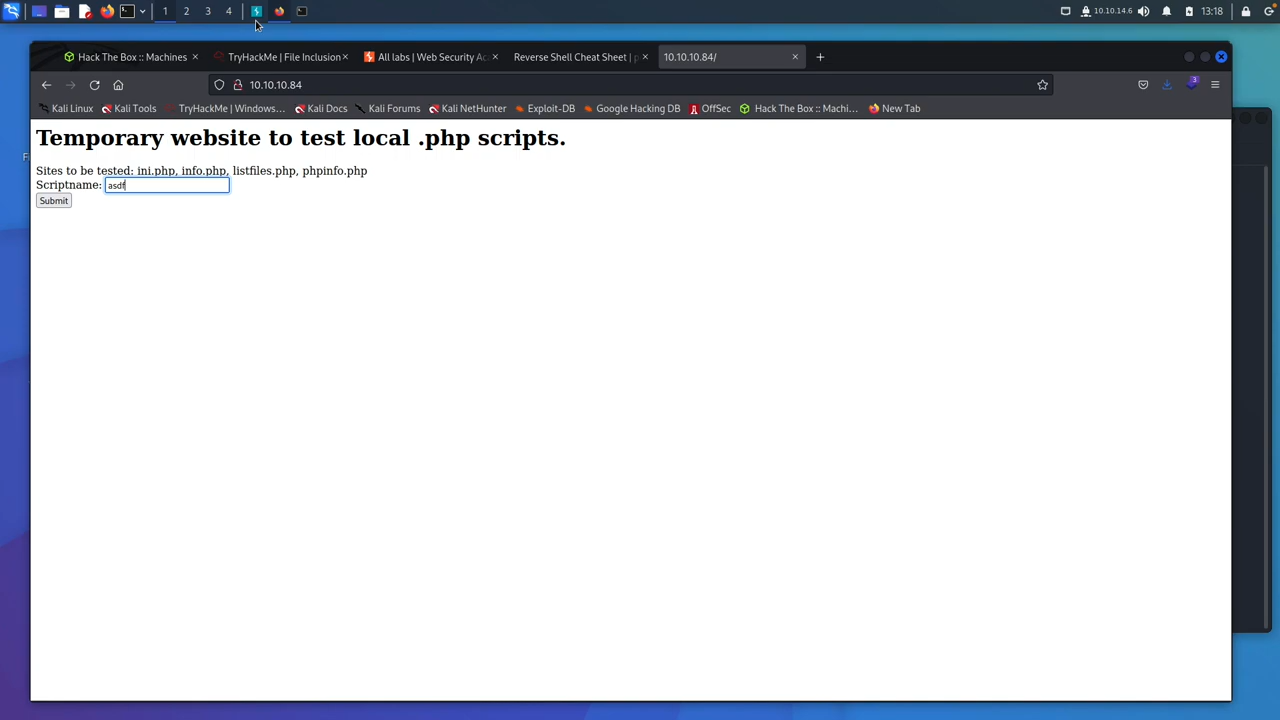 1 2 3 4 10.10.14.6 13:18
Hack The Box :: Machines TryHackMe | File Inclusion All labs | Web Security Ac Reverse Shell Cheat Sheet | p 10.10.10.84/
10.10.10.84 3
Kali Linux Kali Tools TryHackMe | Windows… Kali Docs Kali Forums Kali NetHunter Exploit-DB Google Hacking DB OffSec Hack The Box :: Machi… New Tab
Temporary website to test local .php scripts.
Sites to be tested: ini.php, info.php, listfiles.php, phpinfo.php
Scriptname: asdf
Submit